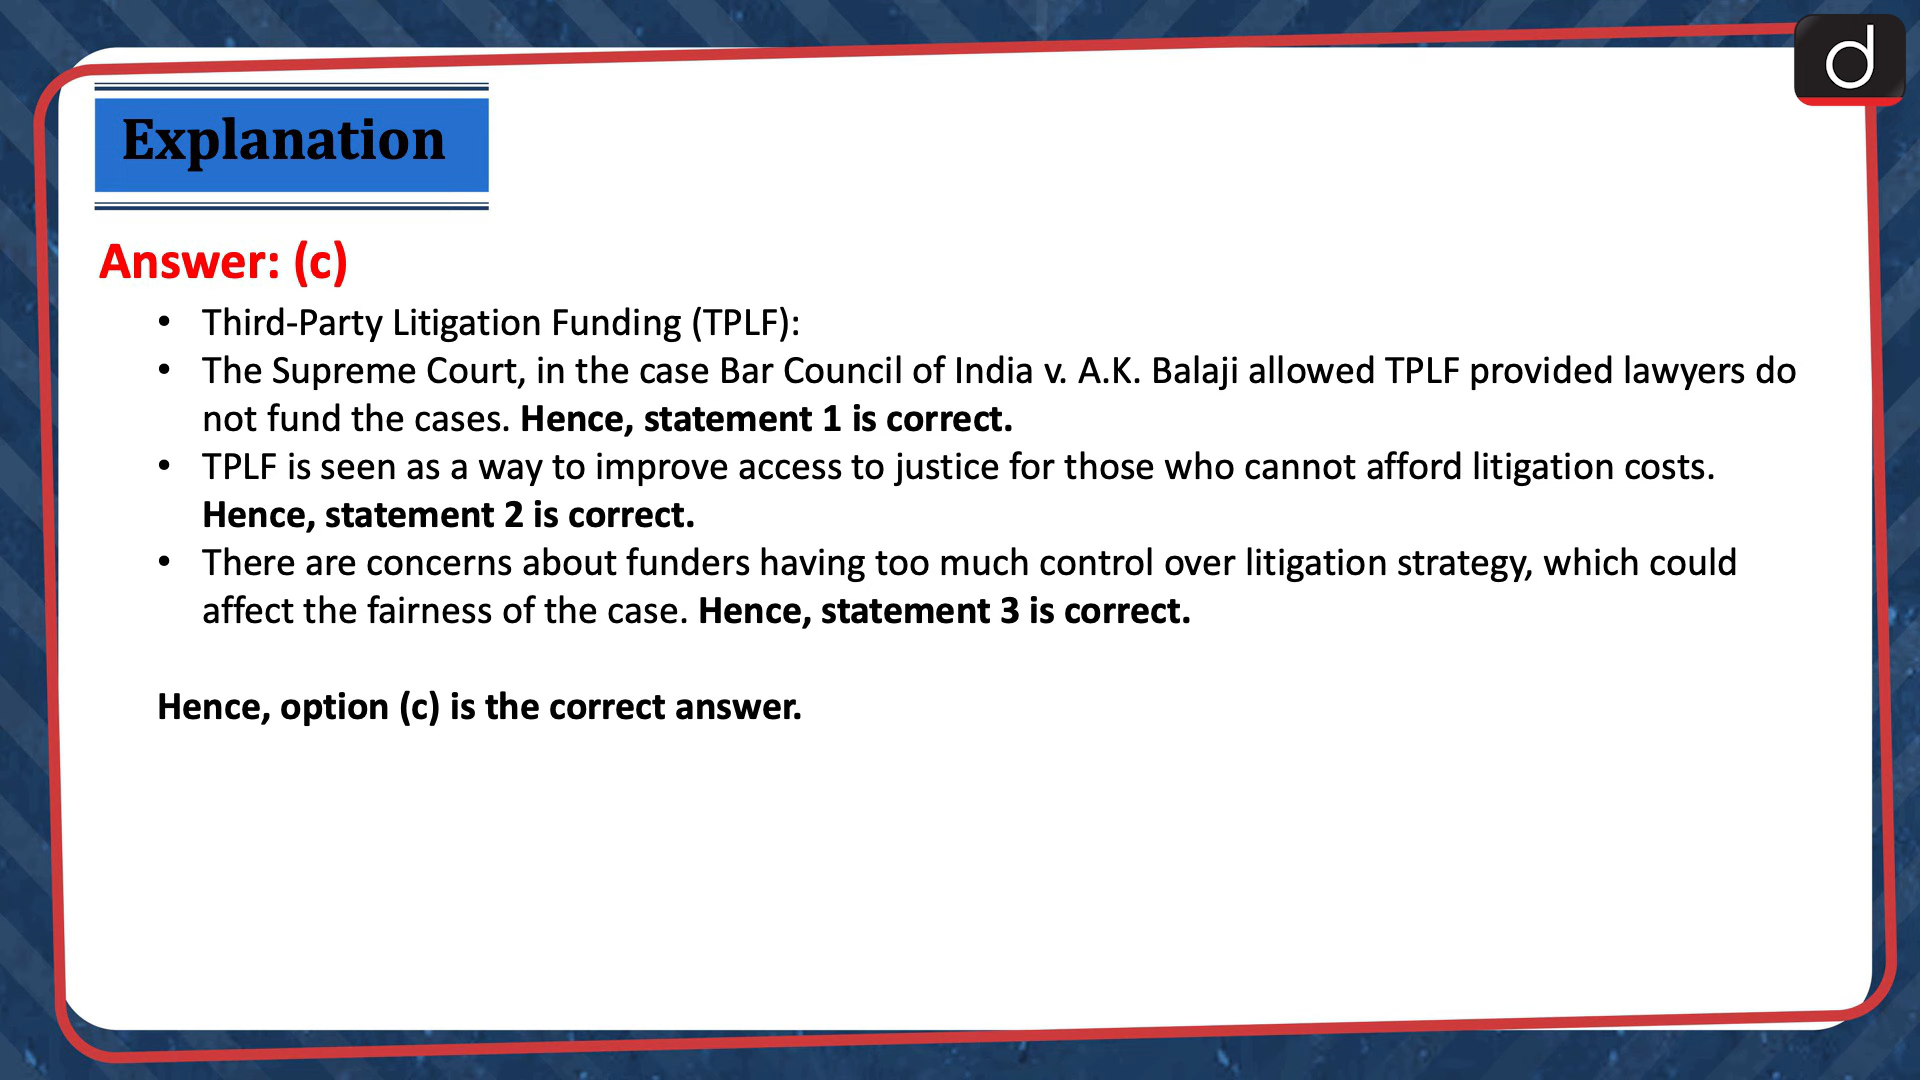 Explanation
Answer: (c)
• Third-Party Litigation Funding (TPLF):
• The Supreme Court, in the case Bar Council of India v. A.K. Balaji allowed TPLF provided lawyers do
not fund the cases. Hence, statement 1 is correct.
• TPLF is seen as a way to improve access to justice for those who cannot afford litigation costs.
Hence, statement 2 is correct.
• There are concerns about funders having too much control over litigation strategy, which could
affect the fairness of the case. Hence, statement 3 is correct.
Hence, option (c) is the correct answer.
d